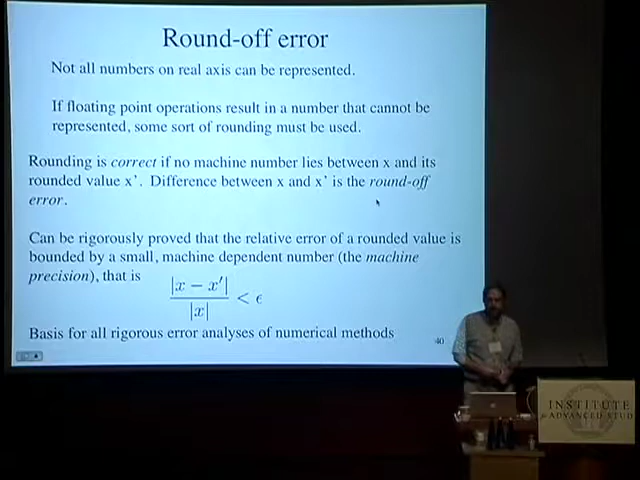 Round-off error
Not all numbers on real axis can be represented.
If floating point operations result in a number that cannot be
represented, some sort of rounding must be used.
Rounding is correct if no machine number lies between x and its
rounded value x'. Difference between x and x' is the round-off
error.
Can be rigorously proved that the relative error of a rounded value is
bounded by a small, machine dependent number (the machine
precision), that is
|x − x′|
|x|
< ϵ
Basis for all rigorous error analyses of numerical methods
40
INSTITUTE
for ADVANCED STUD